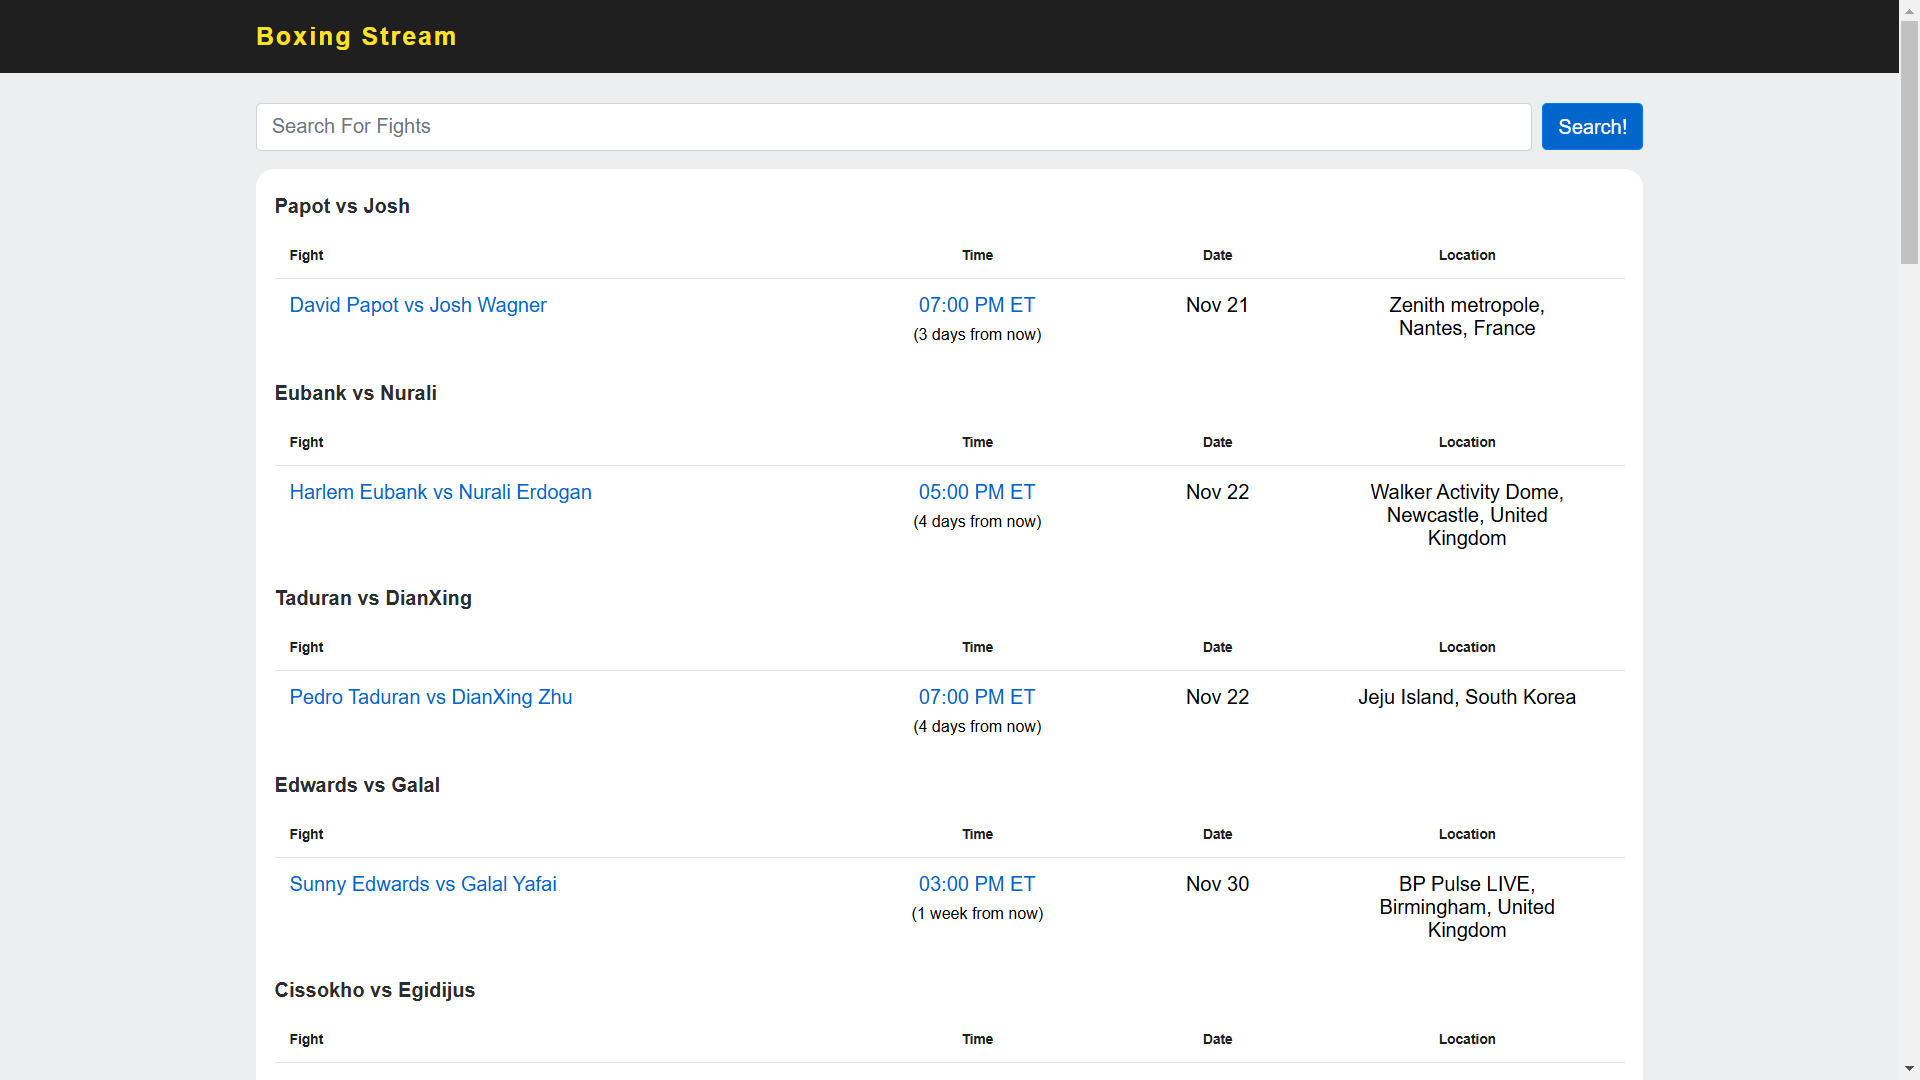 Boxing Stream
Search For Fights
Search!
Papot vs Josh
Fight Time Date Location
David Papot vs Josh Wagner 07:00 PM ET Nov 21 Zenith metropole,
(3 days from now) Nantes, France
Eubank vs Nurali
Fight Time Date Location
Harlem Eubank vs Nurali Erdogan 05:00 PM ET Nov 22 Walker Activity Dome,
(4 days from now) Newcastle, United
Kingdom
Taduran vs DianXing
Fight Time Date Location
Pedro Taduran vs DianXing Zhu 07:00 PM ET Nov 22 Jeju Island, South Korea
(4 days from now)
Edwards vs Galal
Fight Time Date Location
Sunny Edwards vs Galal Yafai 03:00 PM ET Nov 30 BP Pulse LIVE,
(1 week from now) Birmingham, United
Kingdom
Cissokho vs Egidijus
Fight Time Date Location